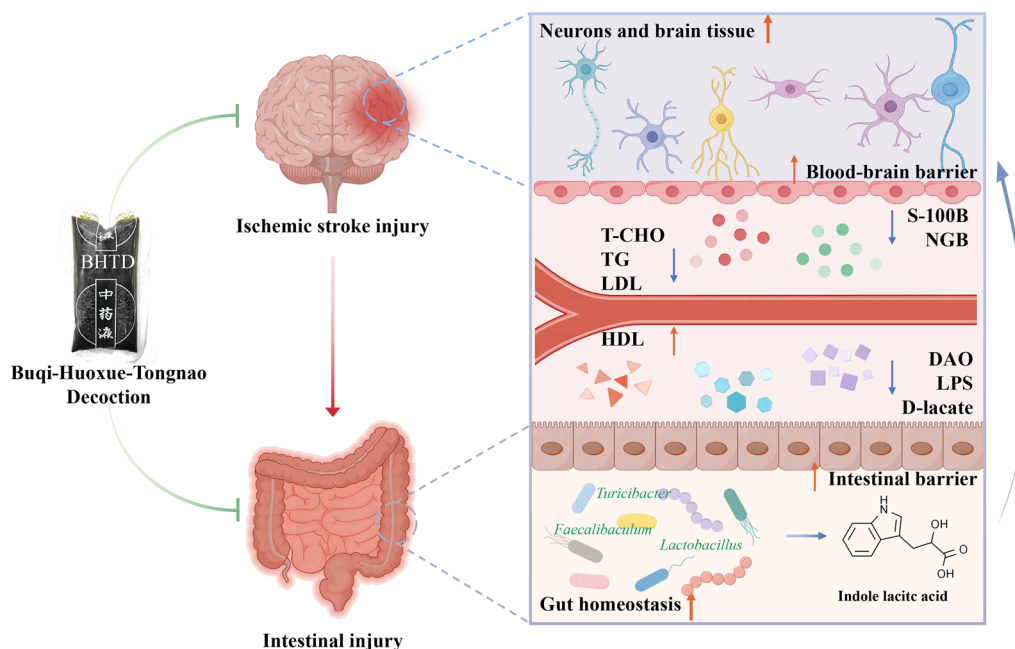 Neurons and brain tissue
Blood-brain barrier
Ischemic stroke injury
S-100B
NGB
T-CHO
TG
LDL
HDL
汉
BHTD
中
药
液
Buqi-Huoxue-Tongnao
Decoction
DAO
LPS
D-lacate
Intestinal barrier
Turicibacter
Faecalibaculum
Lactobacillus
NH
OH
O
OH
Gut homeostasis
Indole lacitc acid
Intestinal injury